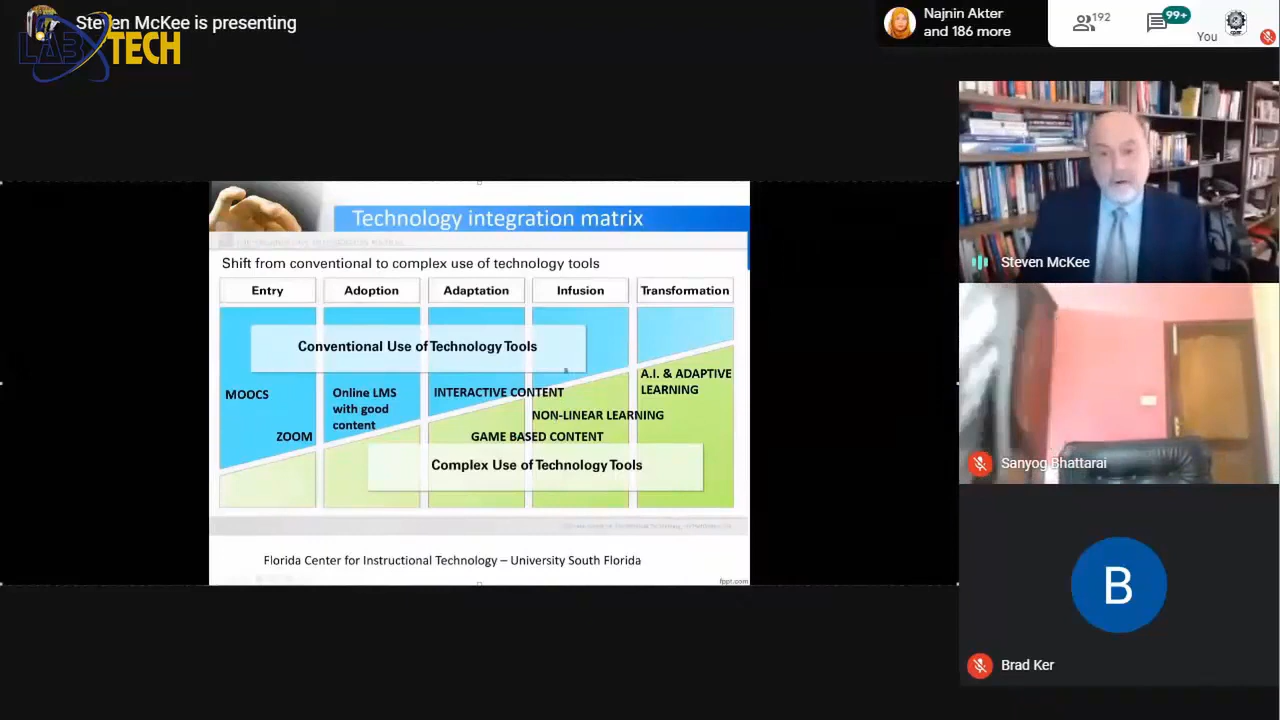 Steven McKee is presenting
LAB TECH
Najnin Akter
and 186 more
192
99+
You
Technology integration matrix
Shift from conventional to complex use of technology tools
Entry
Adoption
Adaptation
Infusion
Transformation
Conventional Use of Technology Tools
MOOCS
ZOOM
Online LMS
with good
content
INTERACTIVE CONTENT
NON-LINEAR LEARNING
GAME BASED CONTENT
A.I. & ADAPTIVE
LEARNING
Complex Use of Technology Tools
Florida Center for Instructional Technology – University South Florida
fppt.com
Steven McKee
Sanyog Bhattarai
B
Brad Ker